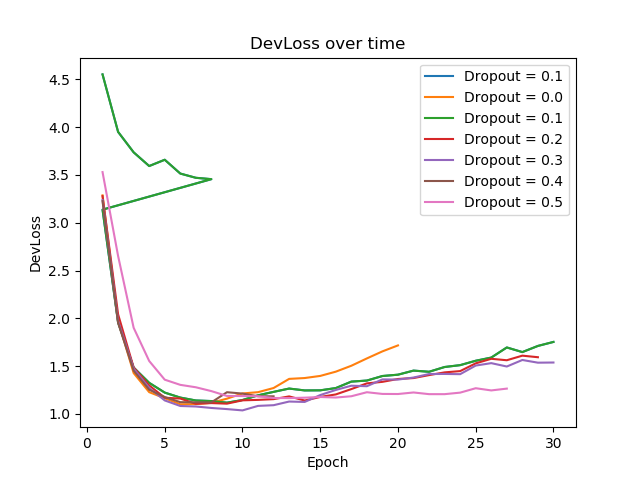 DevLoss over time
DevLoss
4.5
4.0
3.5
3.0
2.5
2.0
1.5
1.0
0
5
10
15
20
25
30
Epoch
Dropout = 0.1
Dropout = 0.0
Dropout = 0.1
Dropout = 0.2
Dropout = 0.3
Dropout = 0.4
Dropout = 0.5